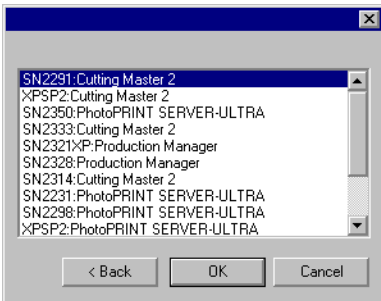 SN2291:Cutting Master 2
XPSP2:Cutting Master 2
SN2350:PhotoPRINT SERVER-ULTRA
SN2333:Cutting Master 2
SN2321XP:Production Manager
SN2328:Production Manager
SN2314:Cutting Master 2
SN2231:PhotoPRINT SERVER-ULTRA
SN2298:PhotoPRINT SERVER-ULTRA
XPSP2:PhotoPRINT SERVER-ULTRA
< Back OK Cancel